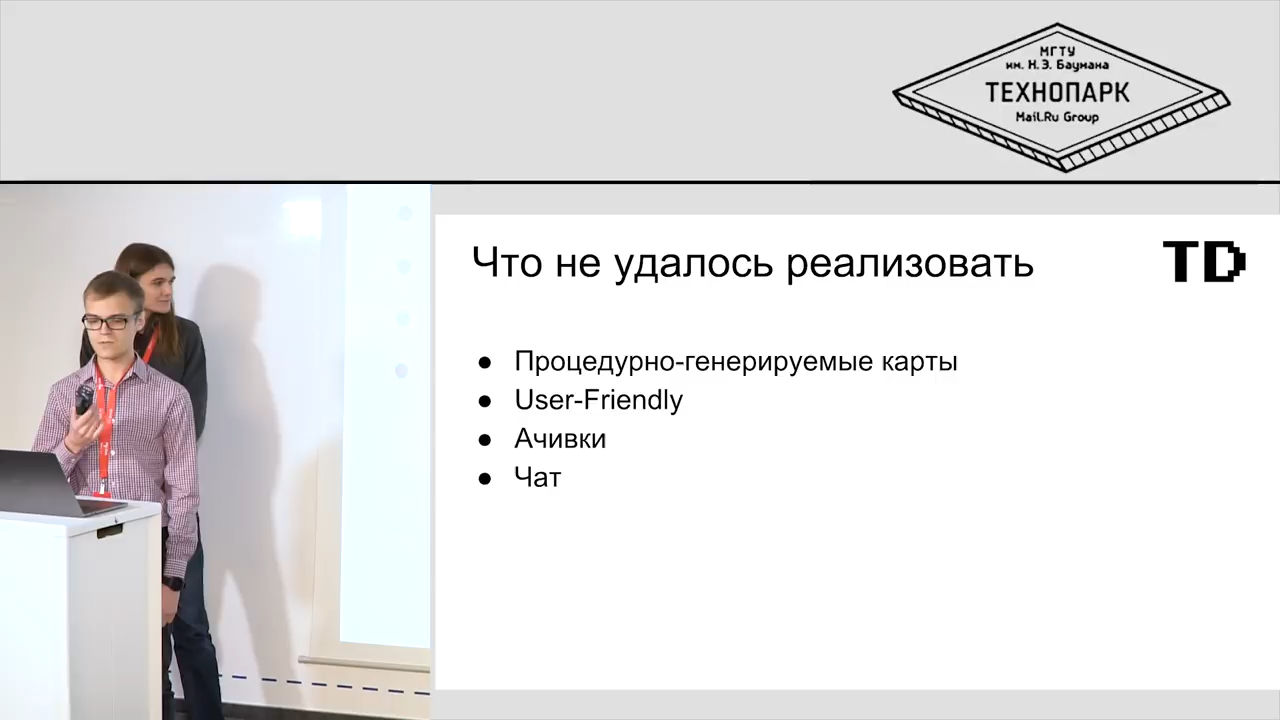 МГТУ
им. Н.Э. Баумана
ТЕХНОПАРК
Mail.Ru Group
Что не удалось реализовать
TD
● Процедурно-генерируемые карты
● User-Friendly
● Ачивки
● Чат